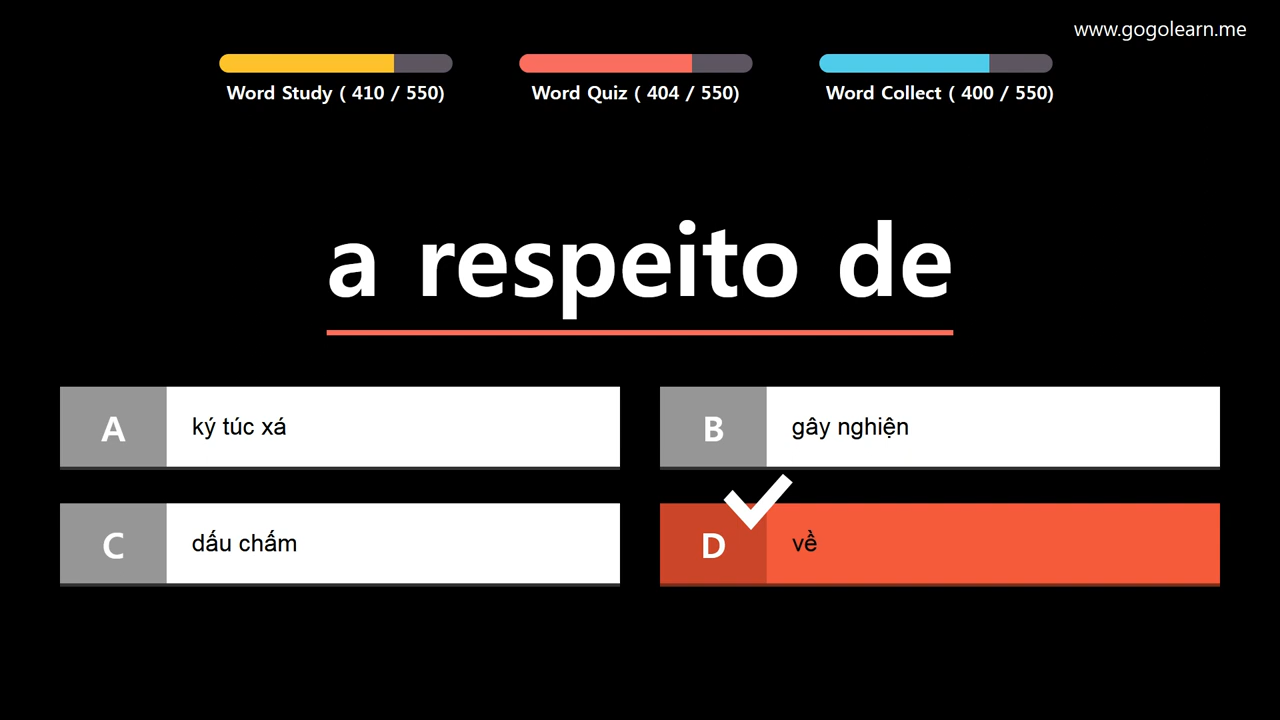 www.gogolearn.me
Word Study ( 410 / 550)
Word Quiz ( 404 / 550)
Word Collect ( 400 / 550)
a respeito de
A
ký túc xá
B
gây nghiện
C
dấu chấm
D
về